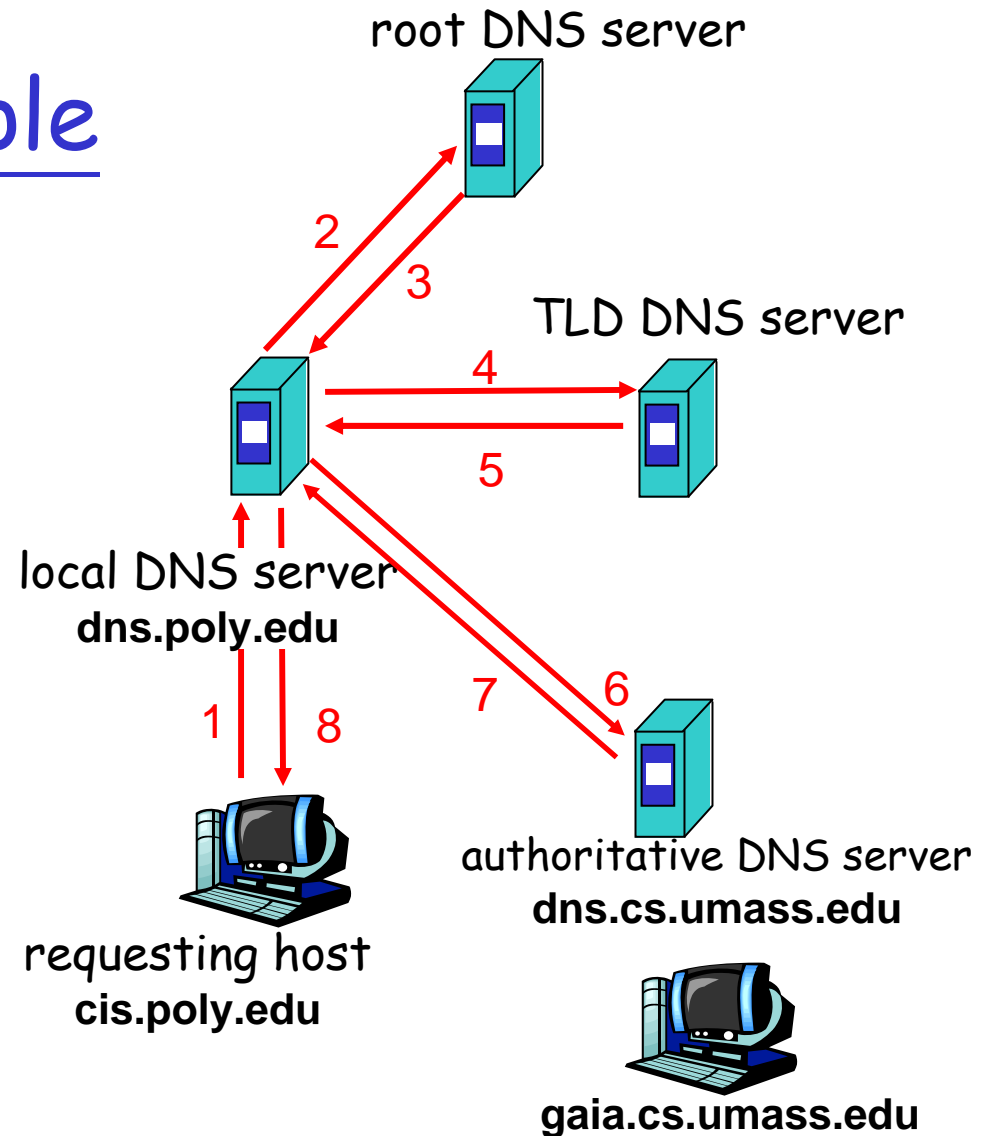 root DNS server
ple
2
3
TLD DNS server
4
5
local DNS server
dns.poly.edu
7
6
1
8
authoritative DNS server
dns.cs.umass.edu
requesting host
cis.poly.edu
gaia.cs.umass.edu